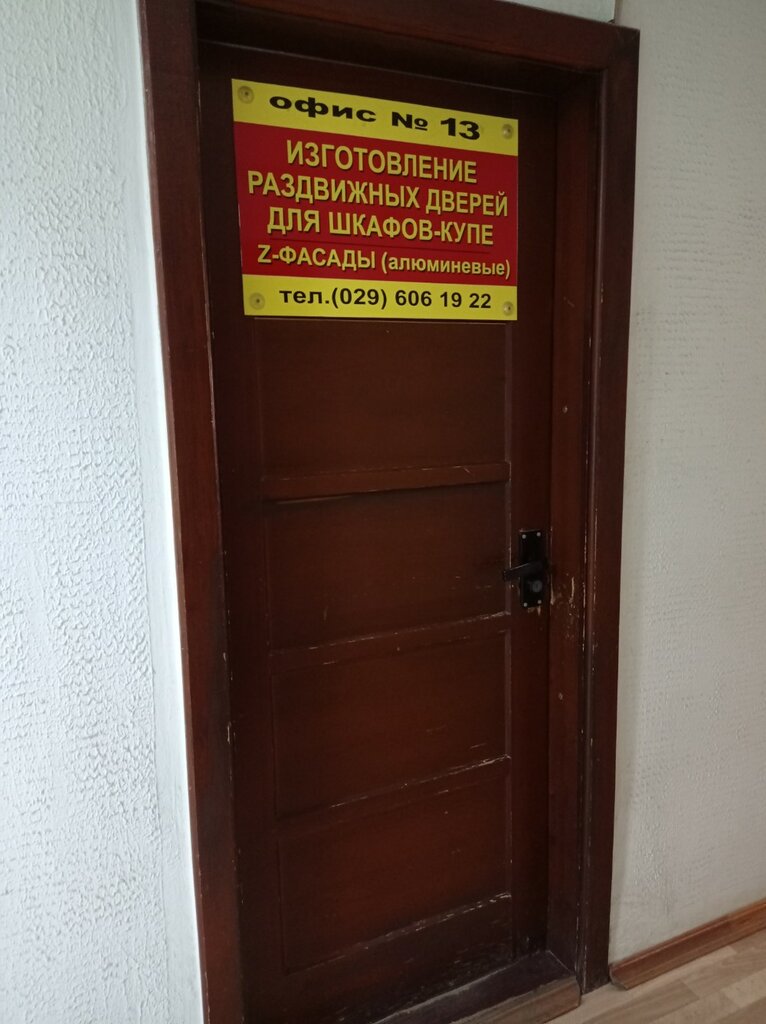 офис № 13
ИЗГОТОВЛЕНИЕ
РАЗДВИЖНЫХ ДВЕРЕЙ
ДЛЯ ШКАФОВ-КУПЕ
Z-ФАСАДЫ (алюминевые)
тел.(029) 606 19 22